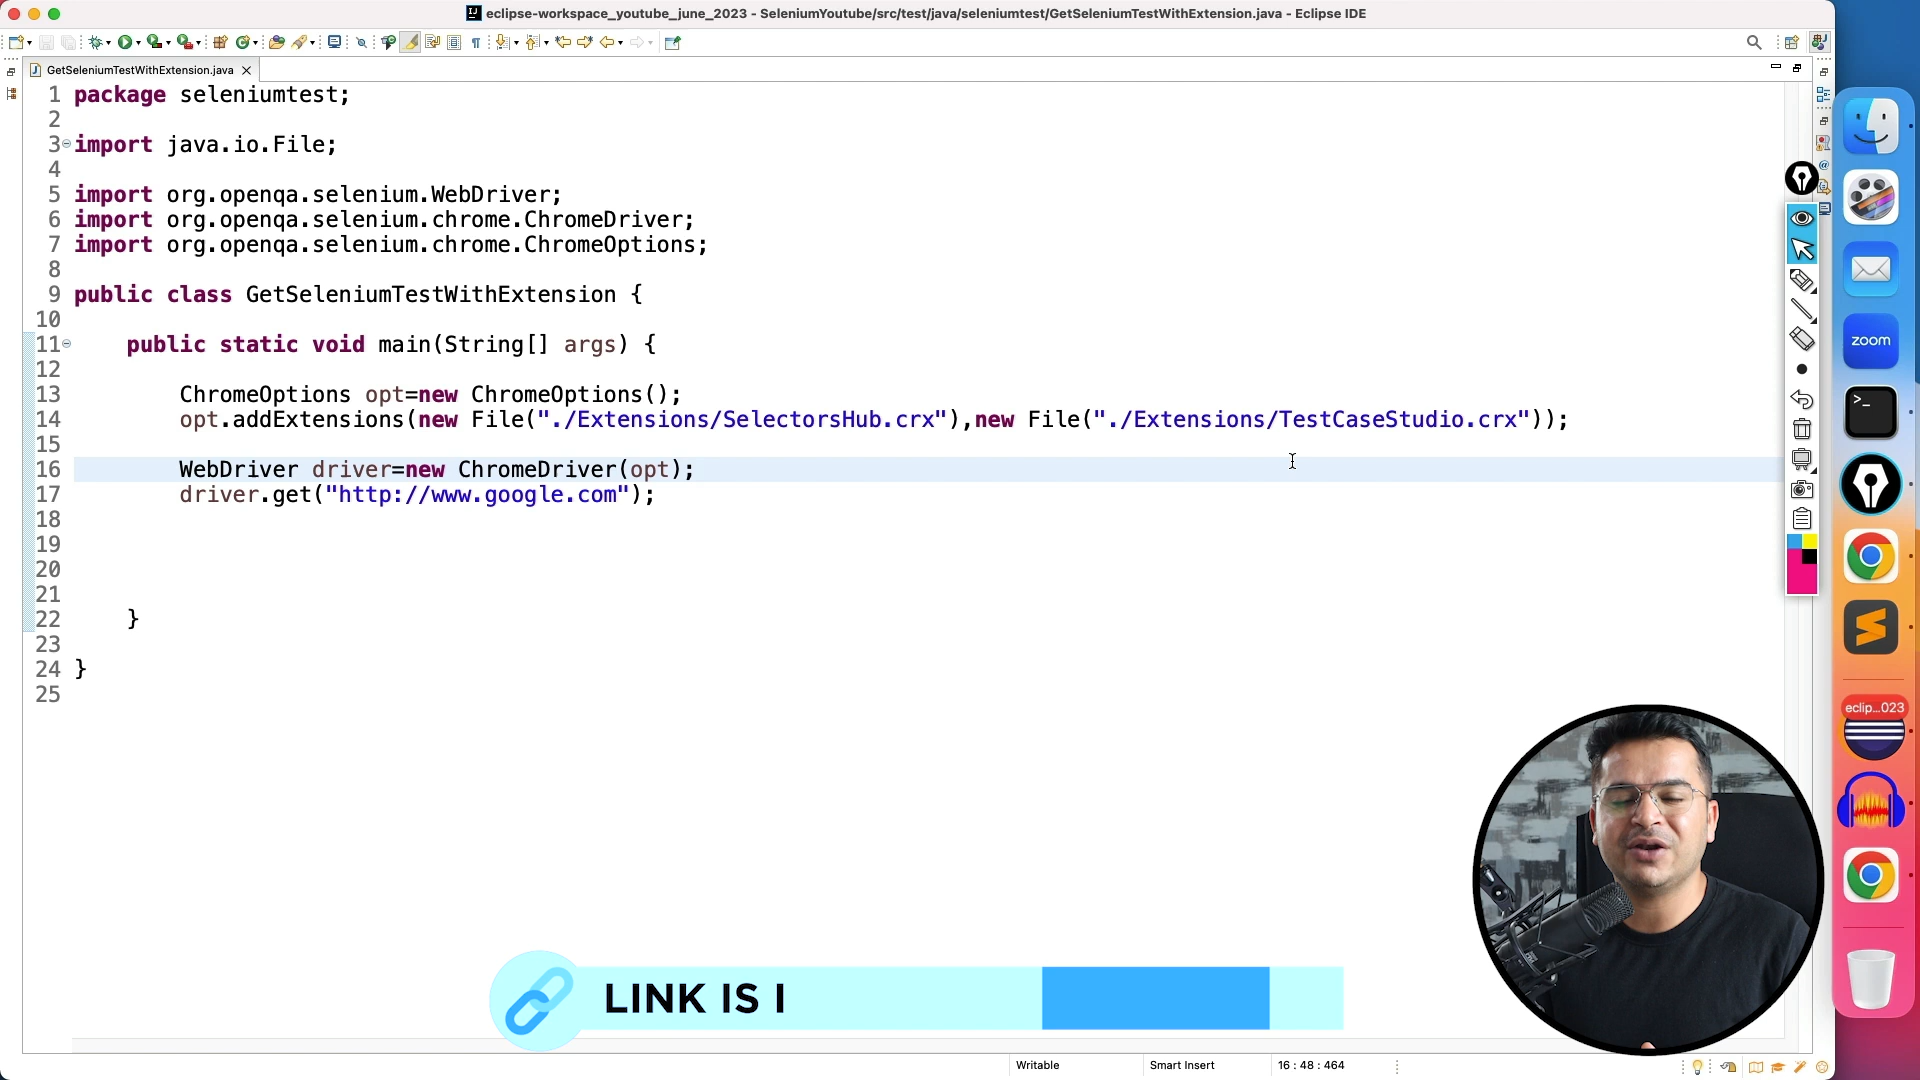 eclipse-workspace_youtube_june_2023 - SeleniumYoutube/src/test/java/seleniumtest/GetSeleniumTestWithExtension.java - Eclipse IDE
GetSeleniumTestWithExtension.java
1 package seleniumtest;
2
3 import java.io.File;
4
5 import org.openqa.selenium.WebDriver;
6 import org.openqa.selenium.chrome.ChromeDriver;
7 import org.openqa.selenium.chrome.ChromeOptions;
8
9 public class GetSeleniumTestWithExtension {
10
11 public static void main(String[] args) {
12
13 ChromeOptions opt=new ChromeOptions();
14 opt.addExtensions(new File("./Extensions/SelectorsHub.crx"),new File("./Extensions/TestCaseStudio.crx"));
15
16 WebDriver driver=new ChromeDriver(opt);
17 driver.get("http://www.google.com");
18
19
20
21
22 }
23
24 }
25
zoom
eclip...023
LINK IS I
Writable
Smart Insert
16 : 48 : 464